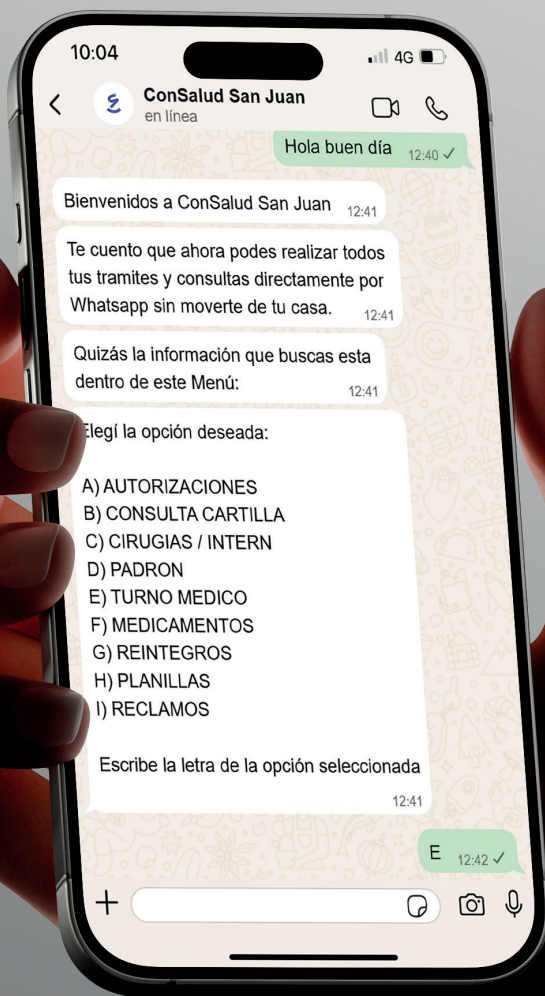 10:04
4G
ConSalud San Juan
en línea
Hola buen día 12:40
Bienvenidos a ConSalud San Juan 12:41
Te cuento que ahora podes realizar todos
tus tramites y consultas directamente por
Whatsapp sin moverte de tu casa. 12:41
Quizás la información que buscas esta
dentro de este Menú: 12:41
Elegí la opción deseada:
A) AUTORIZACIONES
B) CONSULTA CARTILLA
C) CIRUGIAS / INTERN
D) PADRON
E) TURNO MEDICO
F) MEDICAMENTOS
G) REINTEGROS
H) PLANILLAS
I) RECLAMOS
Escribe la letra de la opción seleccionada
12:41
E 12:42